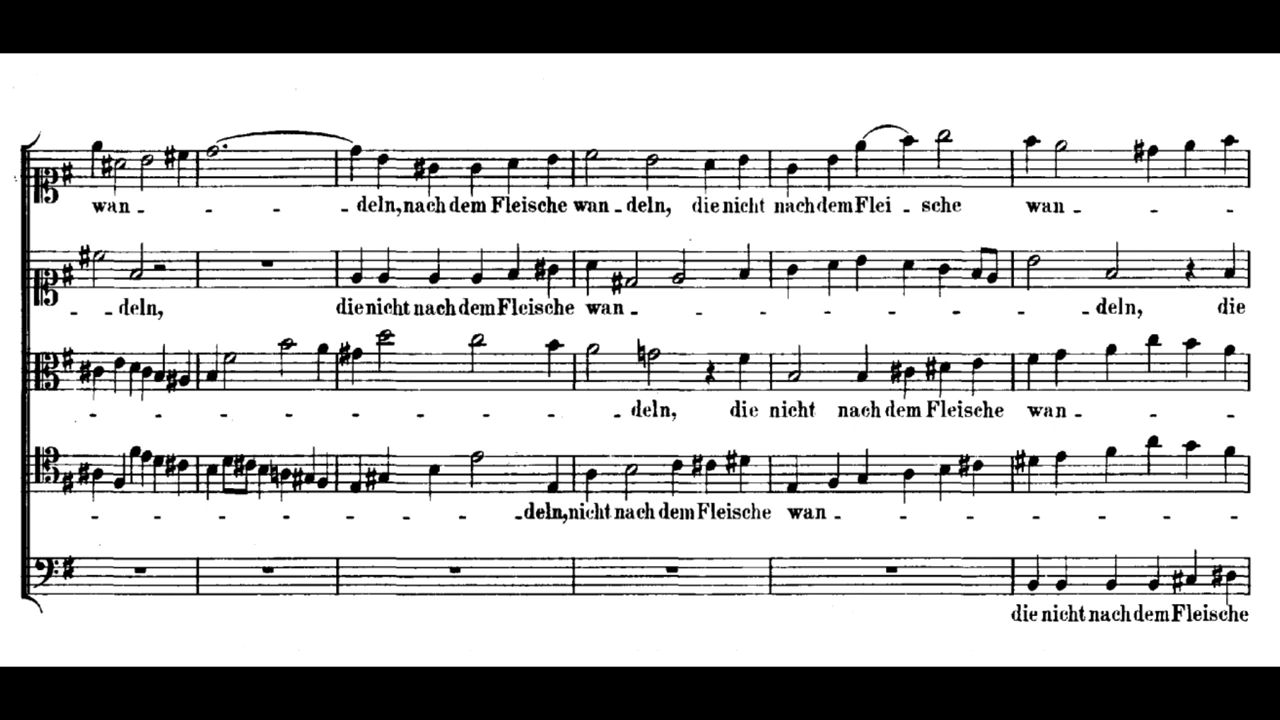 wan - - - - deln, nach dem Fleische wan - deln, die nicht nach dem Flei - sche wan - - -
- - deln, die nicht nach dem Fleische wan - - - - - - - deln, die
- - - - - - - - - deln, die nicht nach dem Fleische wan - - -
- - - - - - - - - deln, nicht nach dem Fleische wan - - - - - - -
die nicht nach dem Fleische